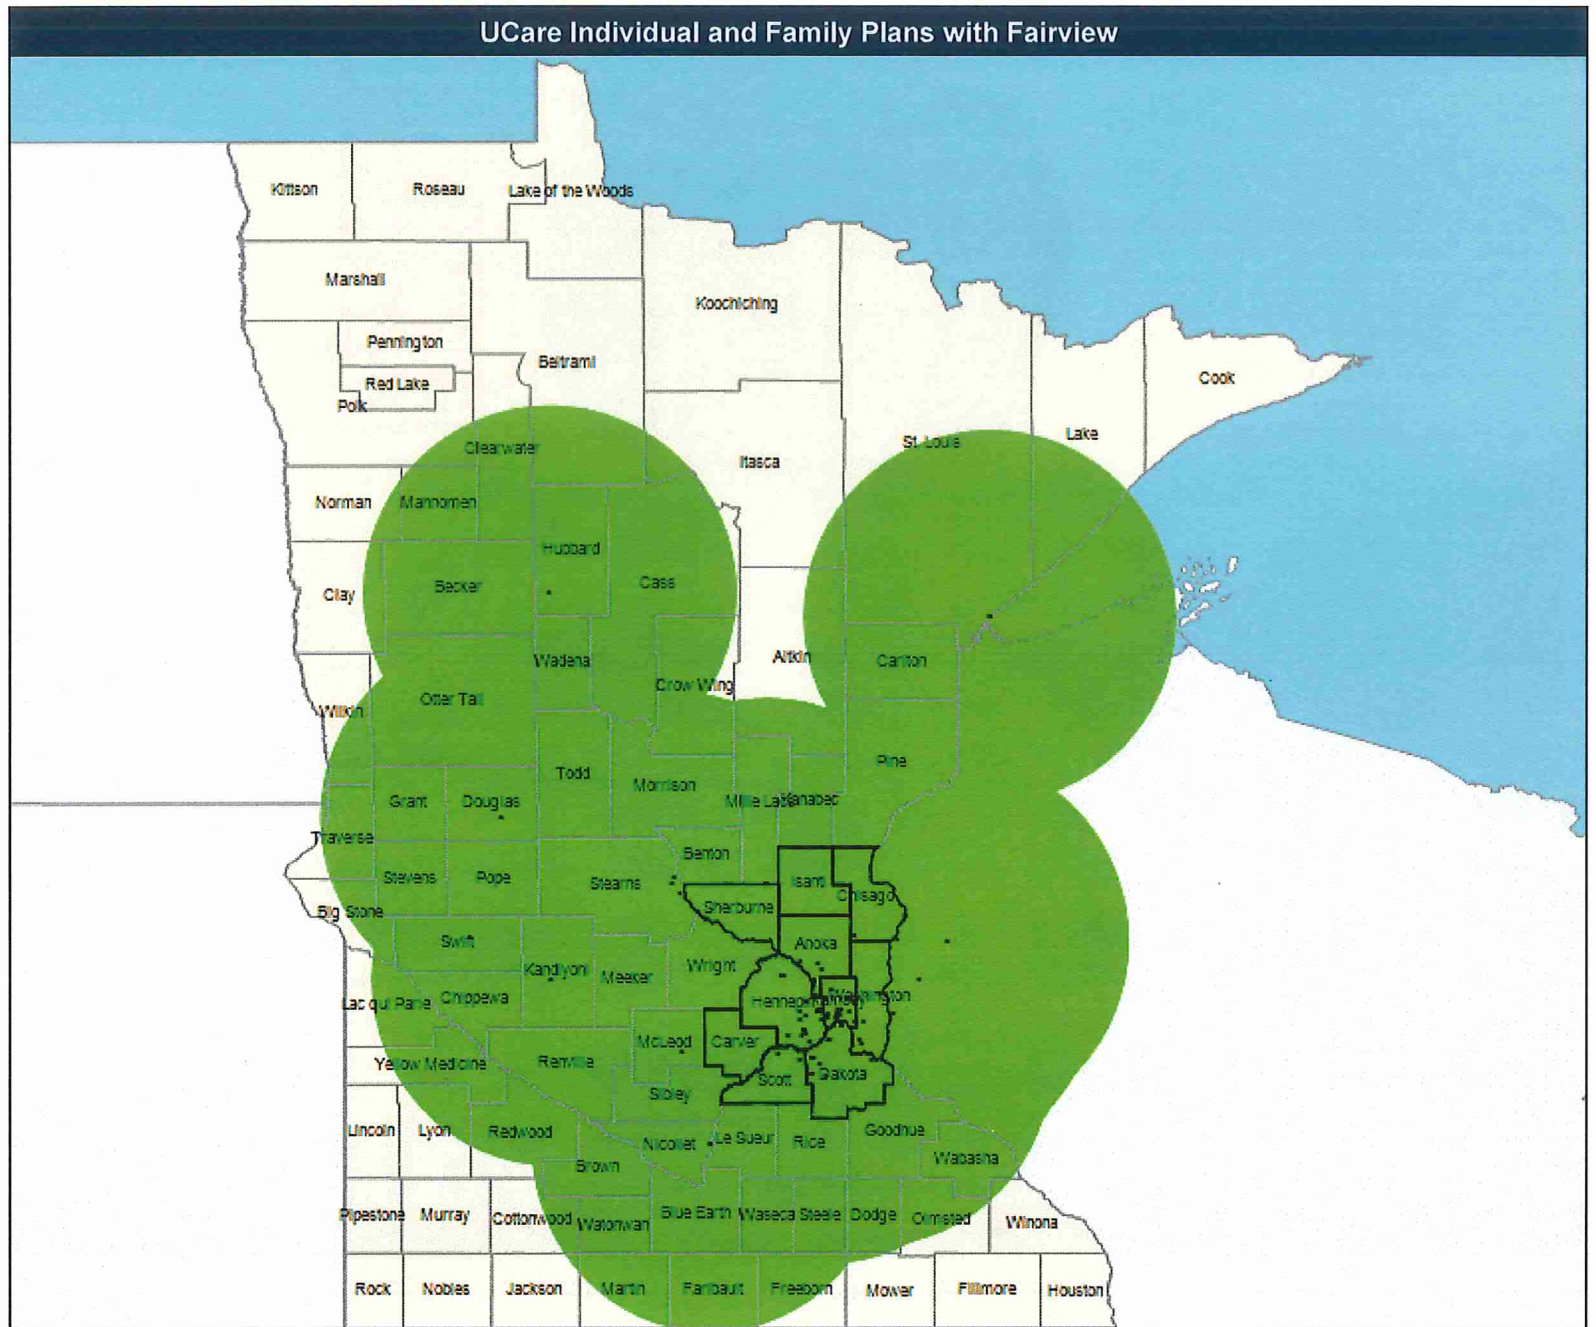 UCare Individual and Family Plans with Fairview
Kittson
Roseau
Lake of the Woods
Marshall
Koochiching
Pennington
Beltrami
Red Lake
Polk
Cook
Clearwater
St. Louis
Lake
Itasca
Norman
Mahnomen
Hubbard
Cass
Becker
Clay
Aitkin
Carlton
Wadena
Crow Wing
Otter Tail
Wilkin
Pine
Todd
Morrison
Grant
Douglas
Mille Lacs
Kanabec
Traverse
Benton
Stevens
Pope
Stearns
Isanti
Chisago
Big Stone
Sherburne
Swift
Anoka
Kandiyohi
Meeker
Wright
Lac qui Parle
Chippewa
Hennepin
Ramsey
Washington
McLeod
Carver
Yellow Medicine
Renville
Scott
Dakota
Sibley
Lincoln
Lyon
Redwood
Nicollet
Le Sueur
Rice
Goodhue
Brown
Wabasha
Pipestone
Murray
Cottonwood
Watonwan
Blue Earth
Waseca
Steele
Dodge
Olmsted
Winona
Rock
Nobles
Jackson
Martin
Faribault
Freeborn
Mower
Fillmore
Houston